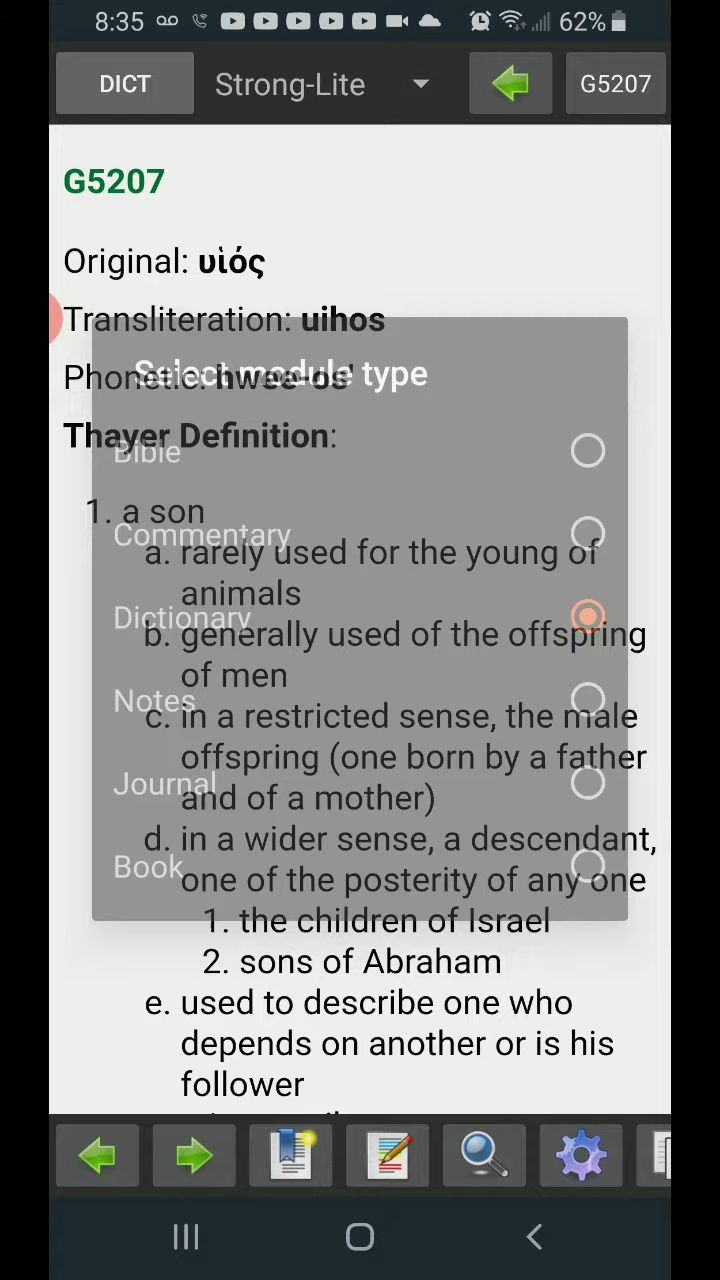 8:35 62%
DICT Strong-Lite G5207
G5207
Original: υἱός
Transliteration: uihos
Select module type
Phonetic: hwee-os'
Thayer Definition:
Bible
1. a son
Commentary
a. rarely used for the young of
animals
Dictionary
b. generally used of the offspring
of men
Notes
c. in a restricted sense, the male
offspring (one born by a father
Journal
and of a mother)
d. in a wider sense, a descendant,
Book
one of the posterity of any one
1. the children of Israel
2. sons of Abraham
e. used to describe one who
depends on another or is his
follower